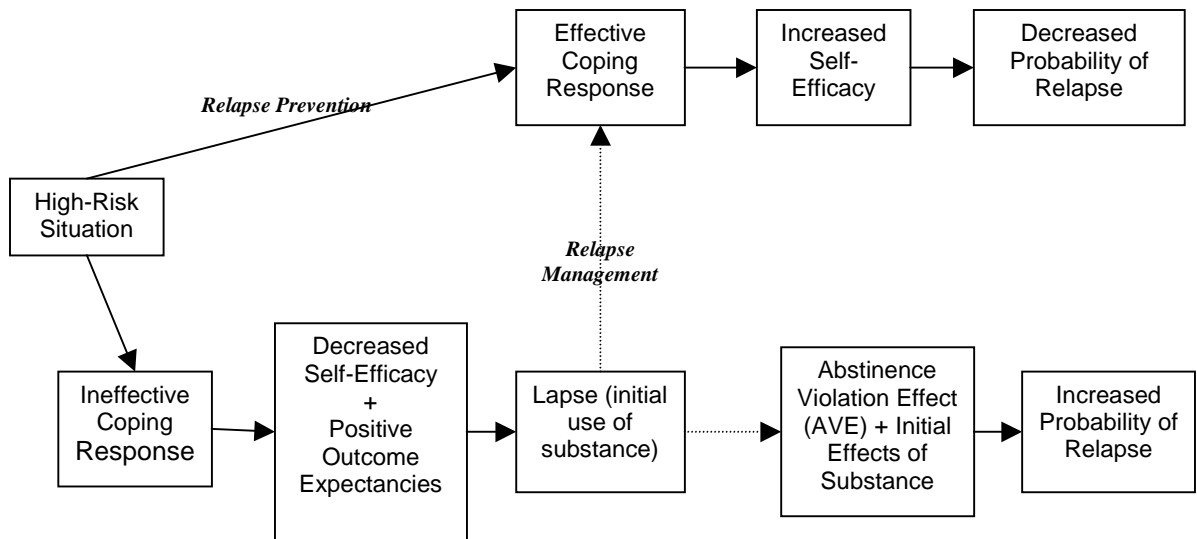 Effective
Coping
Response
Increased
Self-
Efficacy
Decreased
Probability of
Relapse
Relapse Prevention
High-Risk
Situation
Relapse
Management
Ineffective
Coping
Response
Decreased
Self-Efficacy
+
Positive
Outcome
Expectancies
Lapse (initial
use of
substance)
Abstinence
Violation Effect
(AVE) + Initial
Effects of
Substance
Increased
Probability of
Relapse